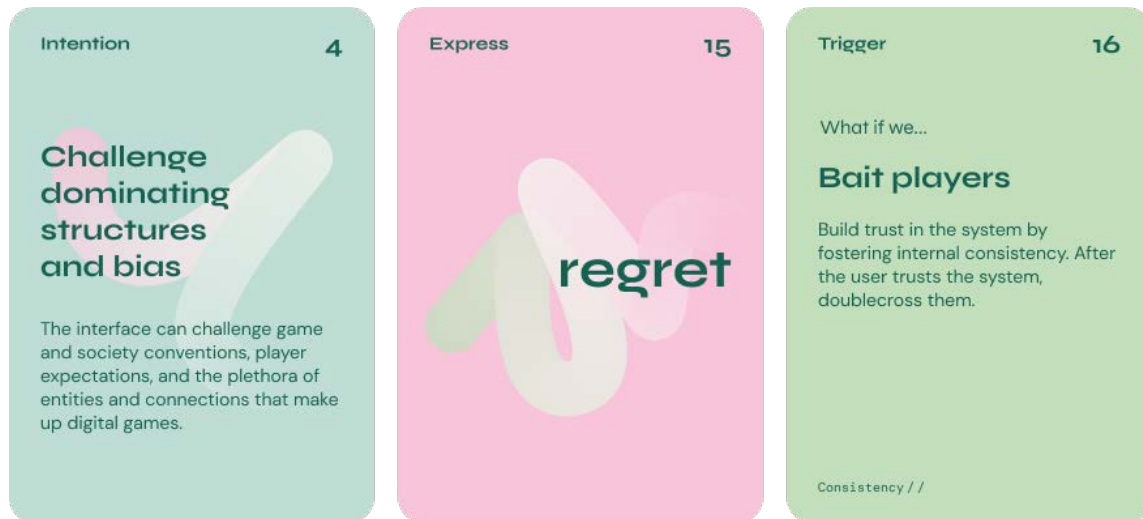 Intention
4
Challenge
dominating
structures
and bias
The interface can challenge game
and society conventions, player
expectations, and the plethora of
entities and connections that make
up digital games.
Express
15
regret
Trigger
16
What if we...
Bait players
Build trust in the system by
fostering internal consistency. After
the user trusts the system,
doublecross them.
Consistency//